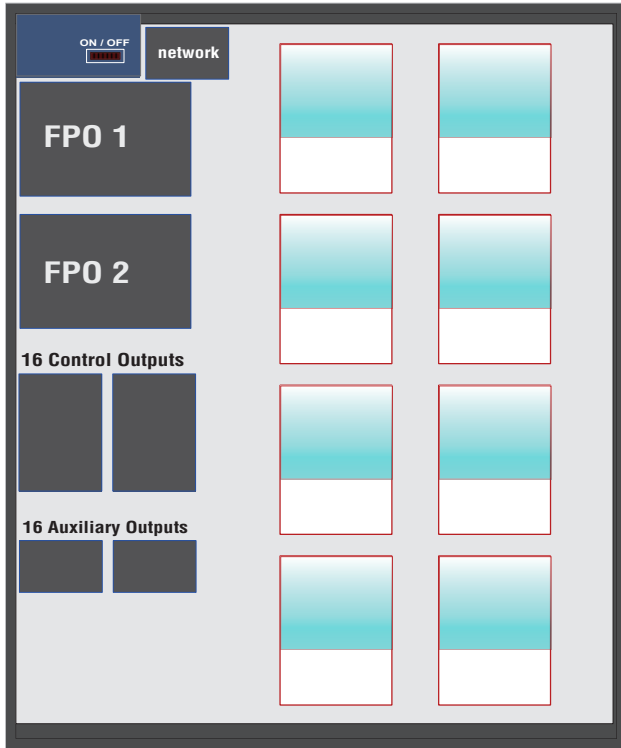 ON / OFF
network
FPO 1
FPO 2
16 Control Outputs
16 Auxiliary Outputs